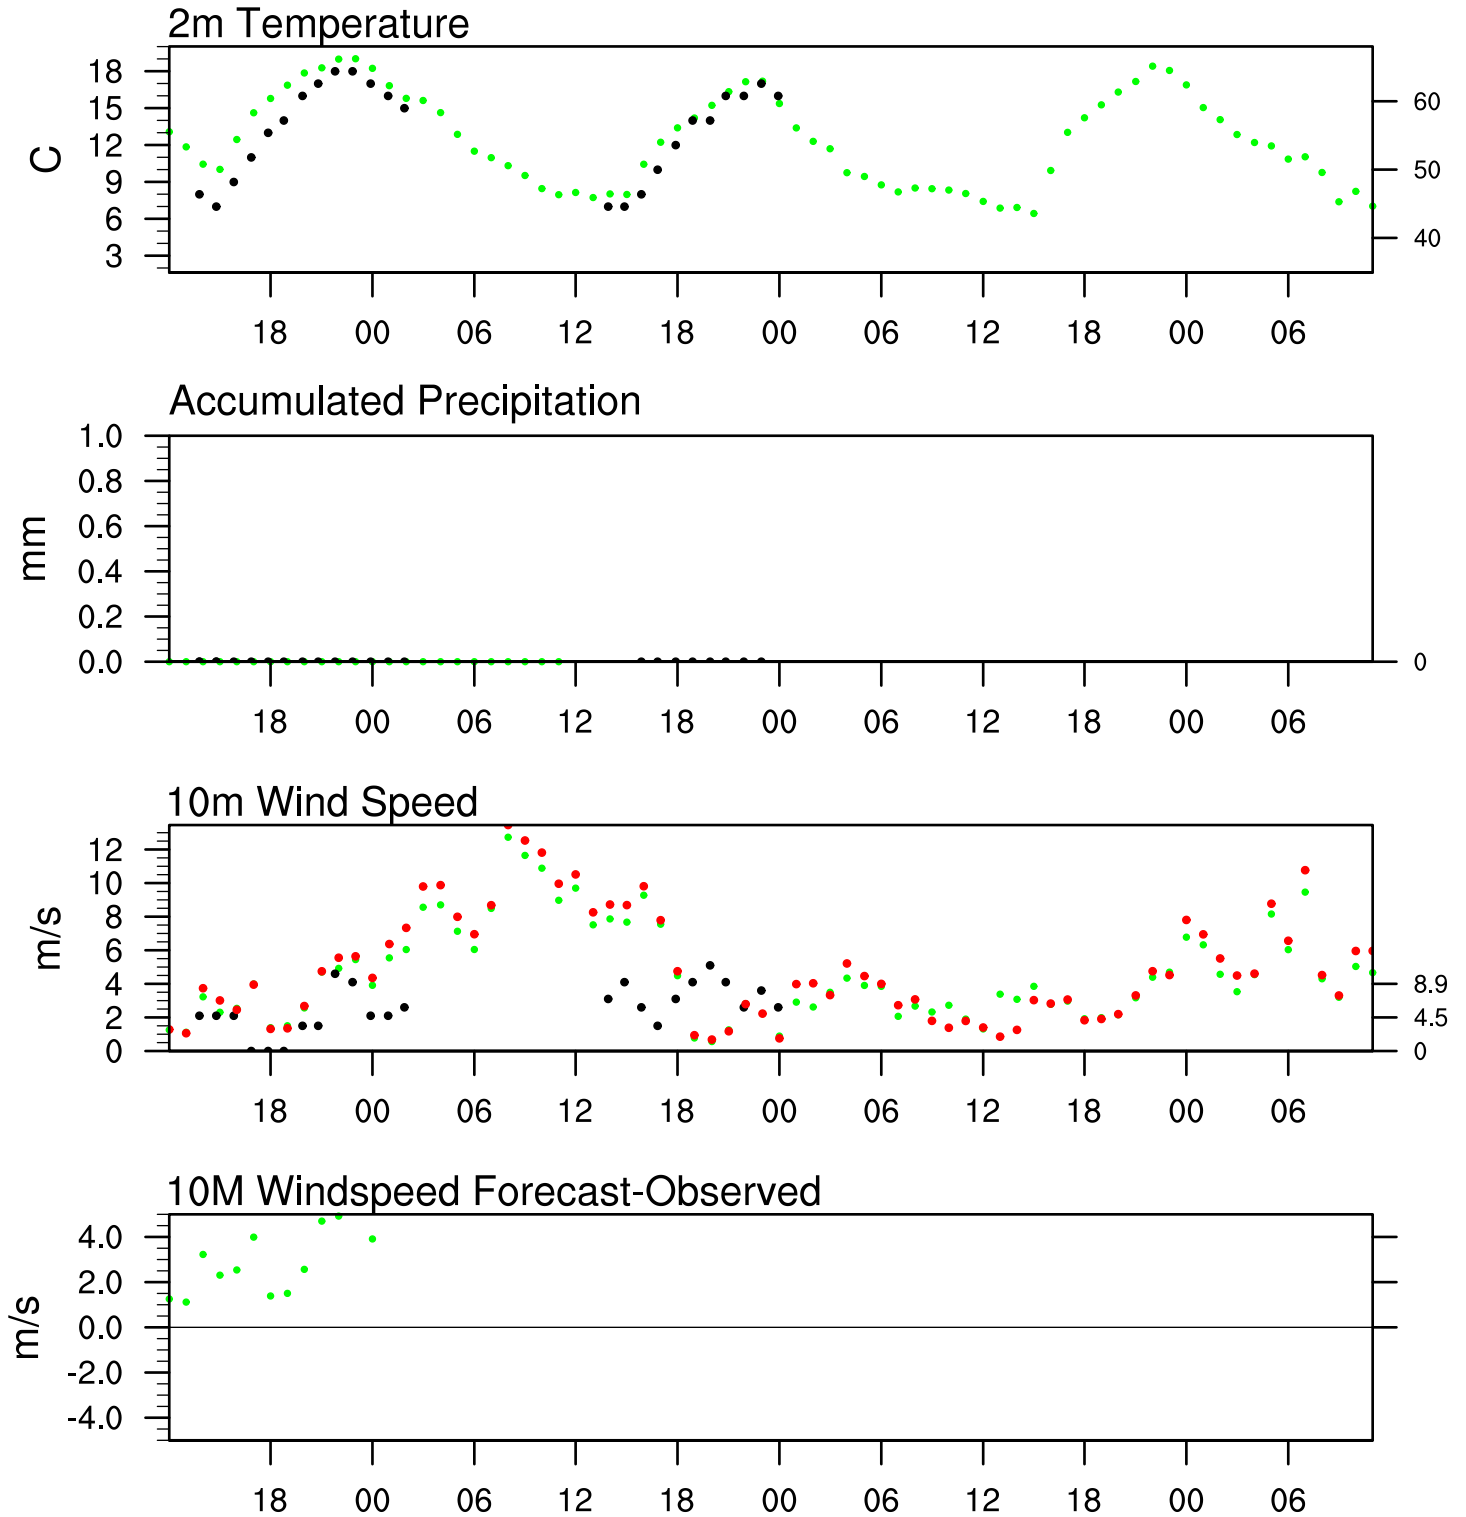 2m Temperature
18
15
12
9
6
3
C
60
50
40
18 00 06 12 18 00 06 12 18 00 06
Accumulated Precipitation
1.0
0.8
0.6
0.4
0.2
0.0
mm
0
18 00 06 12 18 00 06 12 18 00 06
10m Wind Speed
12
10
8
6
4
2
0
m/s
8.9
4.5
0
18 00 06 12 18 00 06 12 18 00 06
10M Windspeed Forecast-Observed
4.0
2.0
0.0
-2.0
-4.0
m/s
18 00 06 12 18 00 06 12 18 00 06